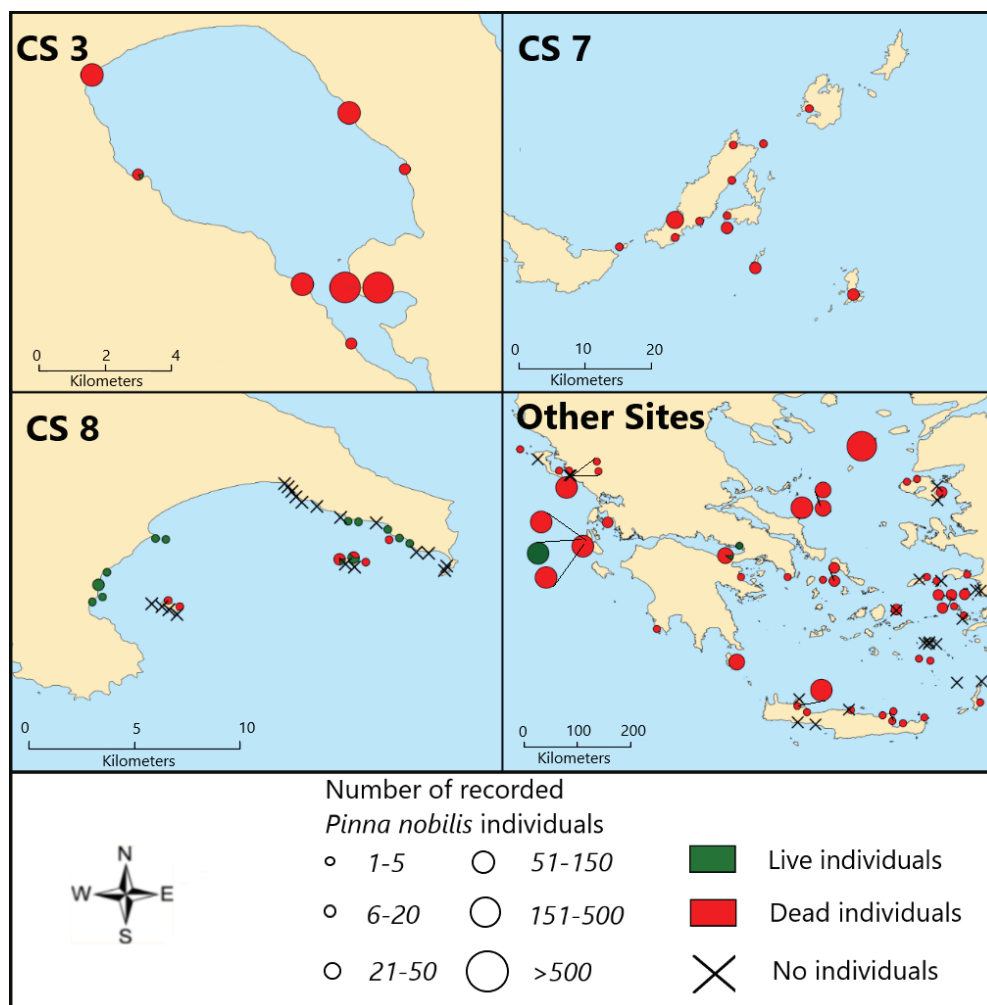 CS 3
0 2 4
Kilometers
CS 7
0 10 20
Kilometers
CS 8
0 5 10
Kilometers
Other Sites
0 100 200
Kilometers
N
W E
S
Number of recorded
Pinna nobilis individuals
1-5
6-20
21-50
51-150
151-500
>500
Live individuals
Dead individuals
No individuals